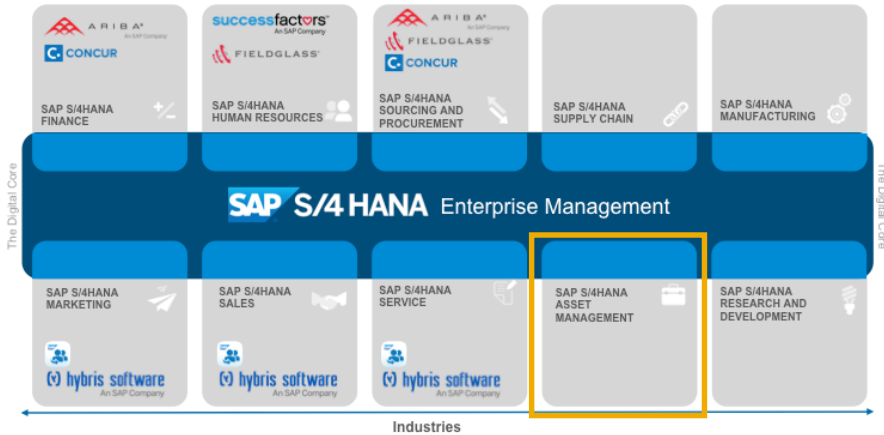 ARIBA
An SAP Company
CONCUR
SAP S/4HANA
FINANCE
successfactors™
An SAP Company
FIELDGLASS
SAP S/4HANA
HUMAN RESOURCES
ARIBA
An SAP Company
FIELDGLASS
CONCUR
SAP S/4HANA
SOURCING AND
PROCUREMENT
SAP S/4HANA
SUPPLY CHAIN
SAP S/4HANA
MANUFACTURING
The Digital Core
SAP S/4HANA Enterprise Management
The Digital Core
SAP S/4HANA
MARKETING
hybris software
An SAP Company
SAP S/4HANA
SALES
hybris software
An SAP Company
SAP S/4HANA
SERVICE
hybris software
An SAP Company
SAP S/4HANA
ASSET
MANAGEMENT
SAP S/4HANA
RESEARCH AND
DEVELOPMENT
Industries